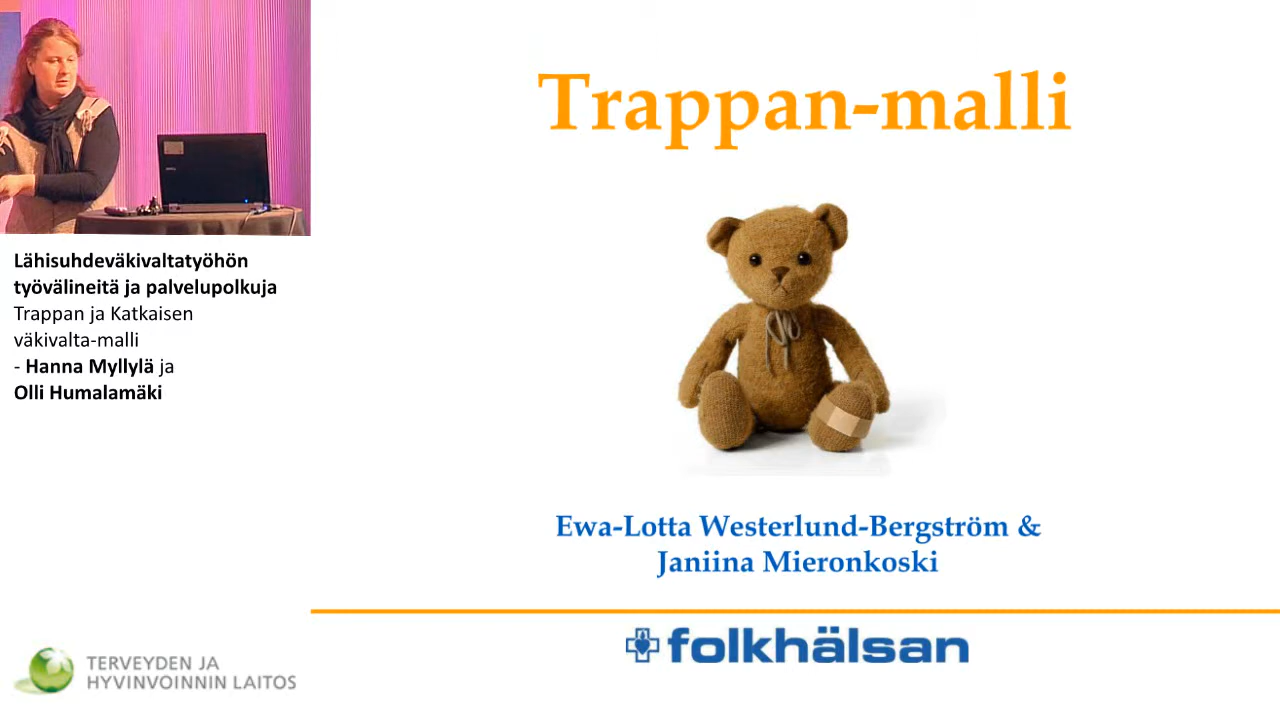 Trappan-malli
Lähisuhdeväkivaltatyöhön
työvälineitä ja palvelupolkuja
Trappan ja Katkaisen
väkivalta-malli
- Hanna Myllylä ja
Olli Humalamäki
Ewa-Lotta Westerlund-Bergström &
Janiina Mieronkoski
folkhälsan
TERVEYDEN JA
HYVINVOINNIN LAITOS